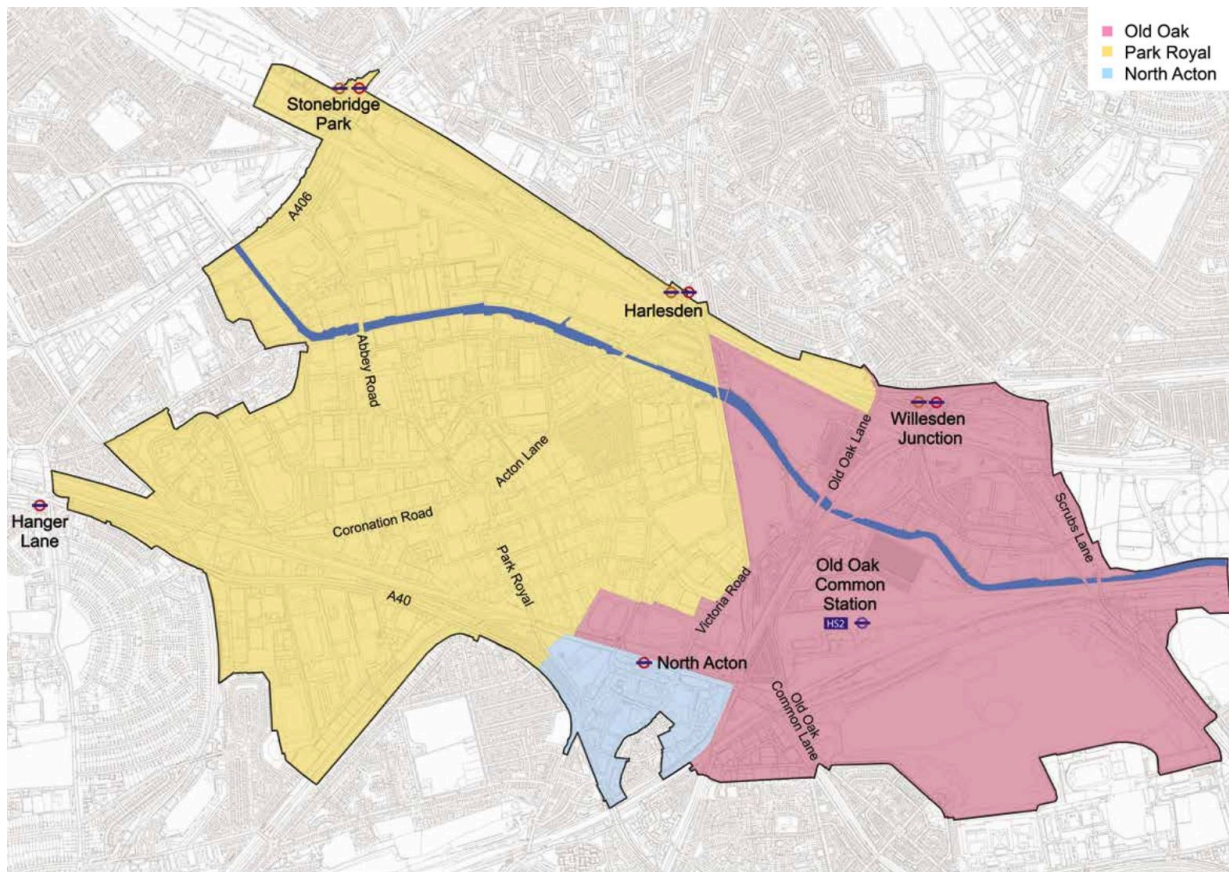 Old Oak
Park Royal
North Acton
Stonebridge
Park
A406
Harlesden
Abbey Road
Willesden
Junction
Old Oak Lane
Acton Lane
Hanger
Lane
Coronation Road
Scrubs Lane
Park Royal
Old Oak
Common
Station
HS2
Victoria Road
A40
North Acton
Old Oak
Common Lane